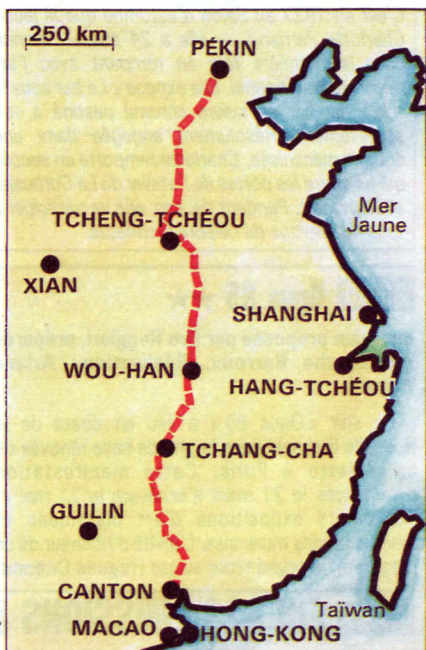 250 km
PÉKIN
TCHENG-TCHÉOU
Mer
Jaune
XIAN
SHANGHAI
WOU-HAN
HANG-TCHÉOU
TCHANG-CHA
GUILIN
CANTON
Taïwan
MACAO
HONG-KONG